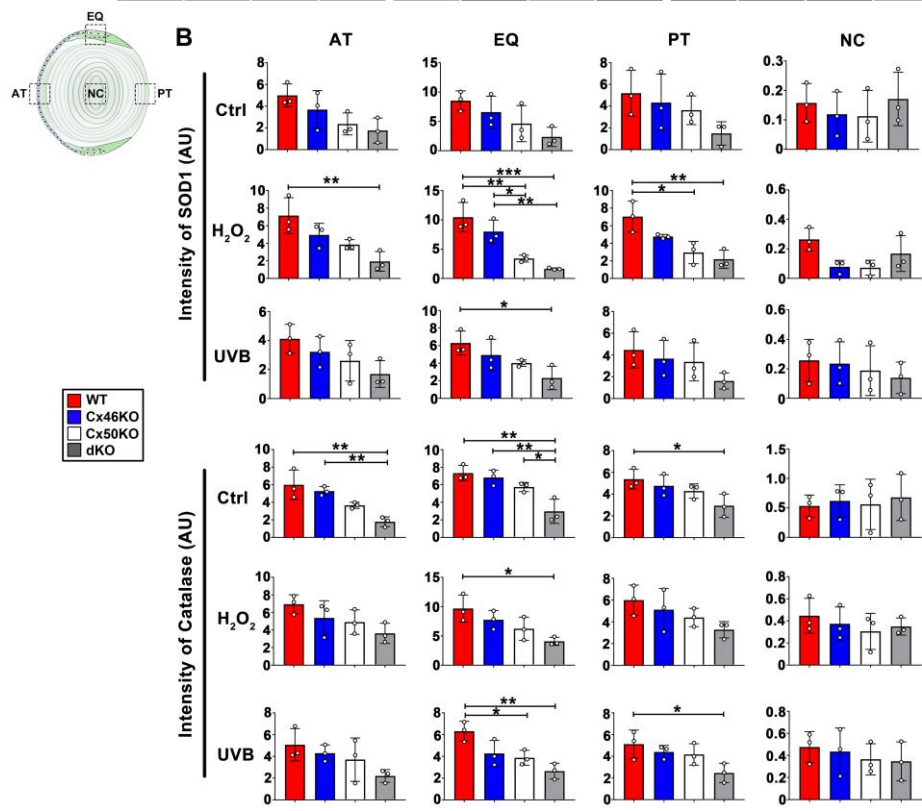 EQ
AT
NC
PT
B
AT EQ PT NC
Intensity of SOD1 (AU)
Ctrl
8 6 4 2 0
15 10 5 0
8 6 4 2 0
0.3 0.2 0.1 0
H₂O₂
10 8 6 4 2 0
**
15 10 5 0
***
**
*
**
10 8 6 4 2 0
**
*
0.6 0.4 0.2 0
UVB
6 4 2 0
10 8 6 4 2 0
*
8 6 4 2 0
0.6 0.4 0.2 0
WT
Cx46KO
Cx50KO
dKO
Intensity of Catalase (AU)
Ctrl
10 8 6 4 2 0
**
**
10 8 6 4 2 0
**
**
*
8 6 4 2 0
*
1.5 1.0 0.5 0
H₂O₂
10 8 6 4 2 0
15 10 5 0
*
10 8 6 4 2 0
0.8 0.6 0.4 0.2 0
UVB
8 6 4 2 0
8 6 4 2 0
**
*
8 6 4 2 0
*
0.8 0.6 0.4 0.2 0